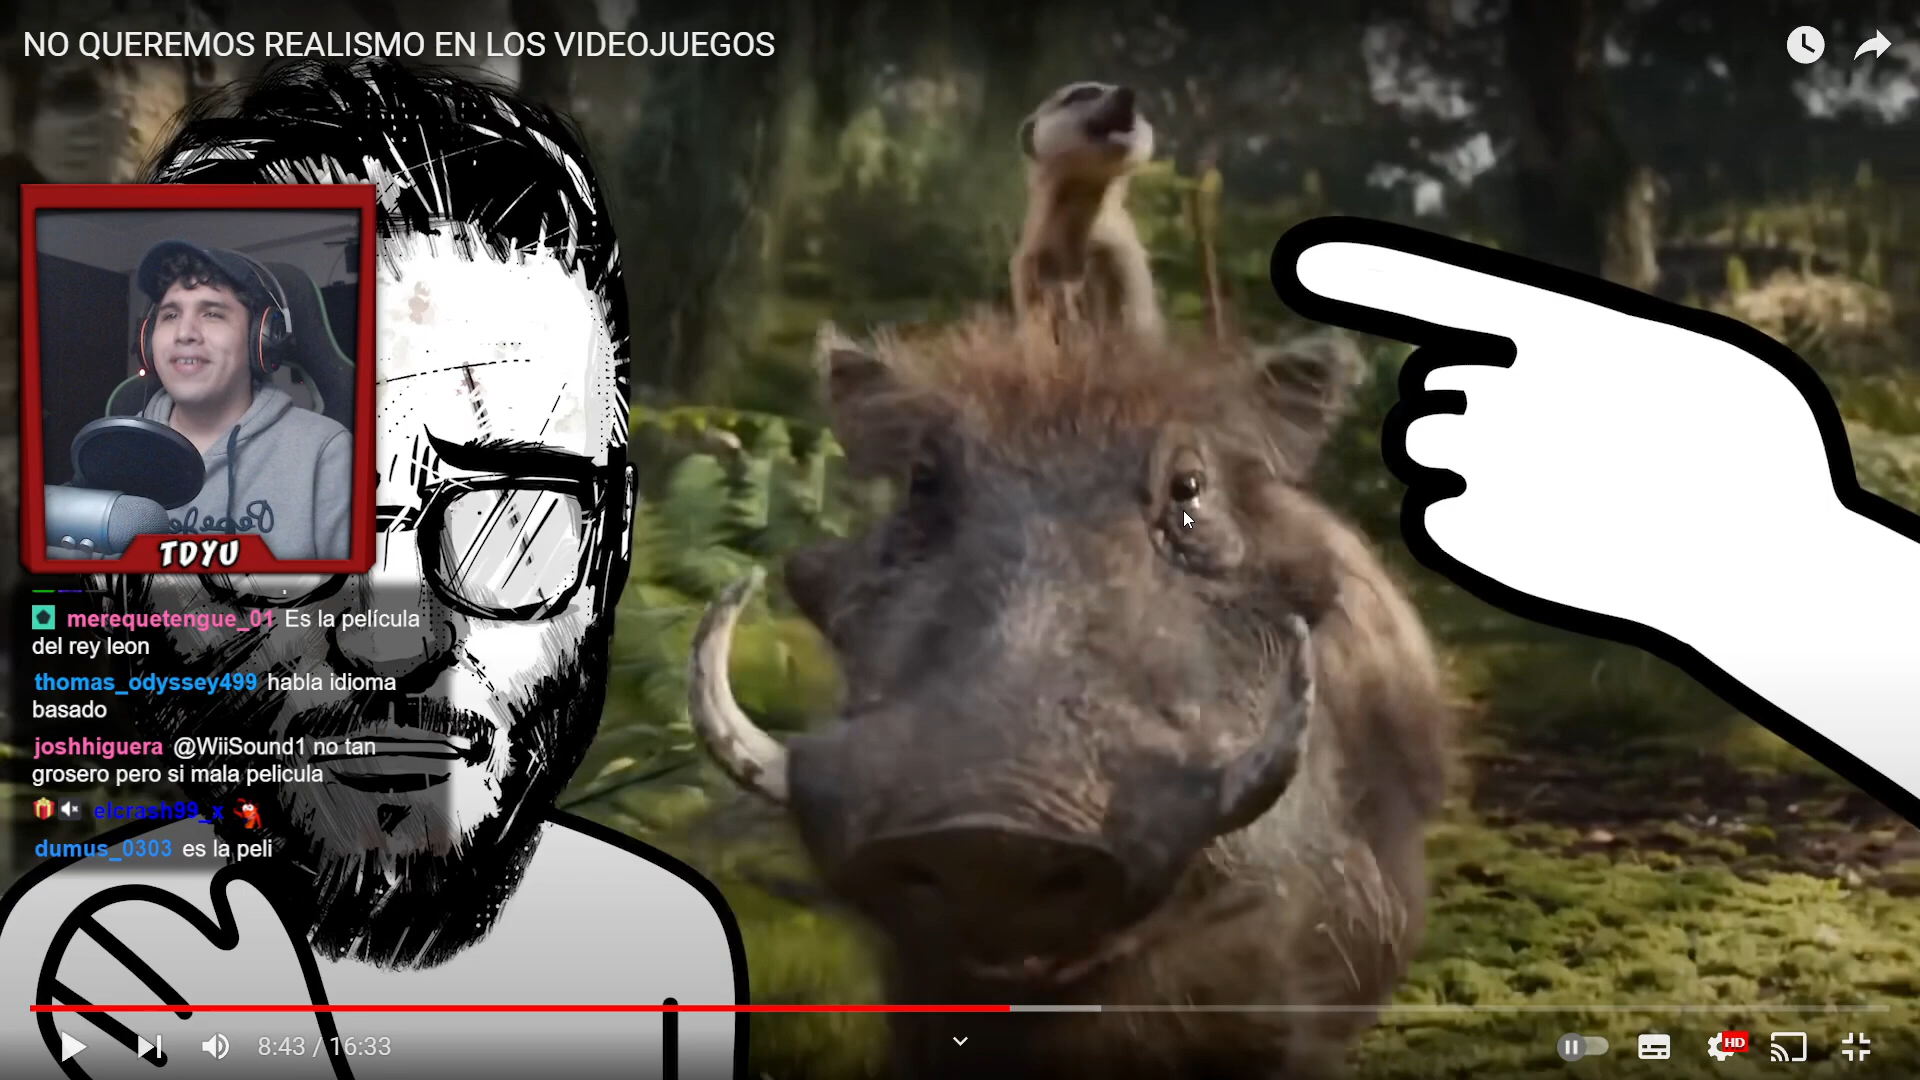 NO QUEREMOS REALISMO EN LOS VIDEOJUEGOS
TDYU
merequetengue_01 Es la película
del rey leon
thomas_odyssey499 habla idioma
basado
joshhiguera @WiiSound1 no tan
grosero pero si mala pelicula
elcrash99_x
dumus_0303 es la peli
8:43 / 16:33
HD